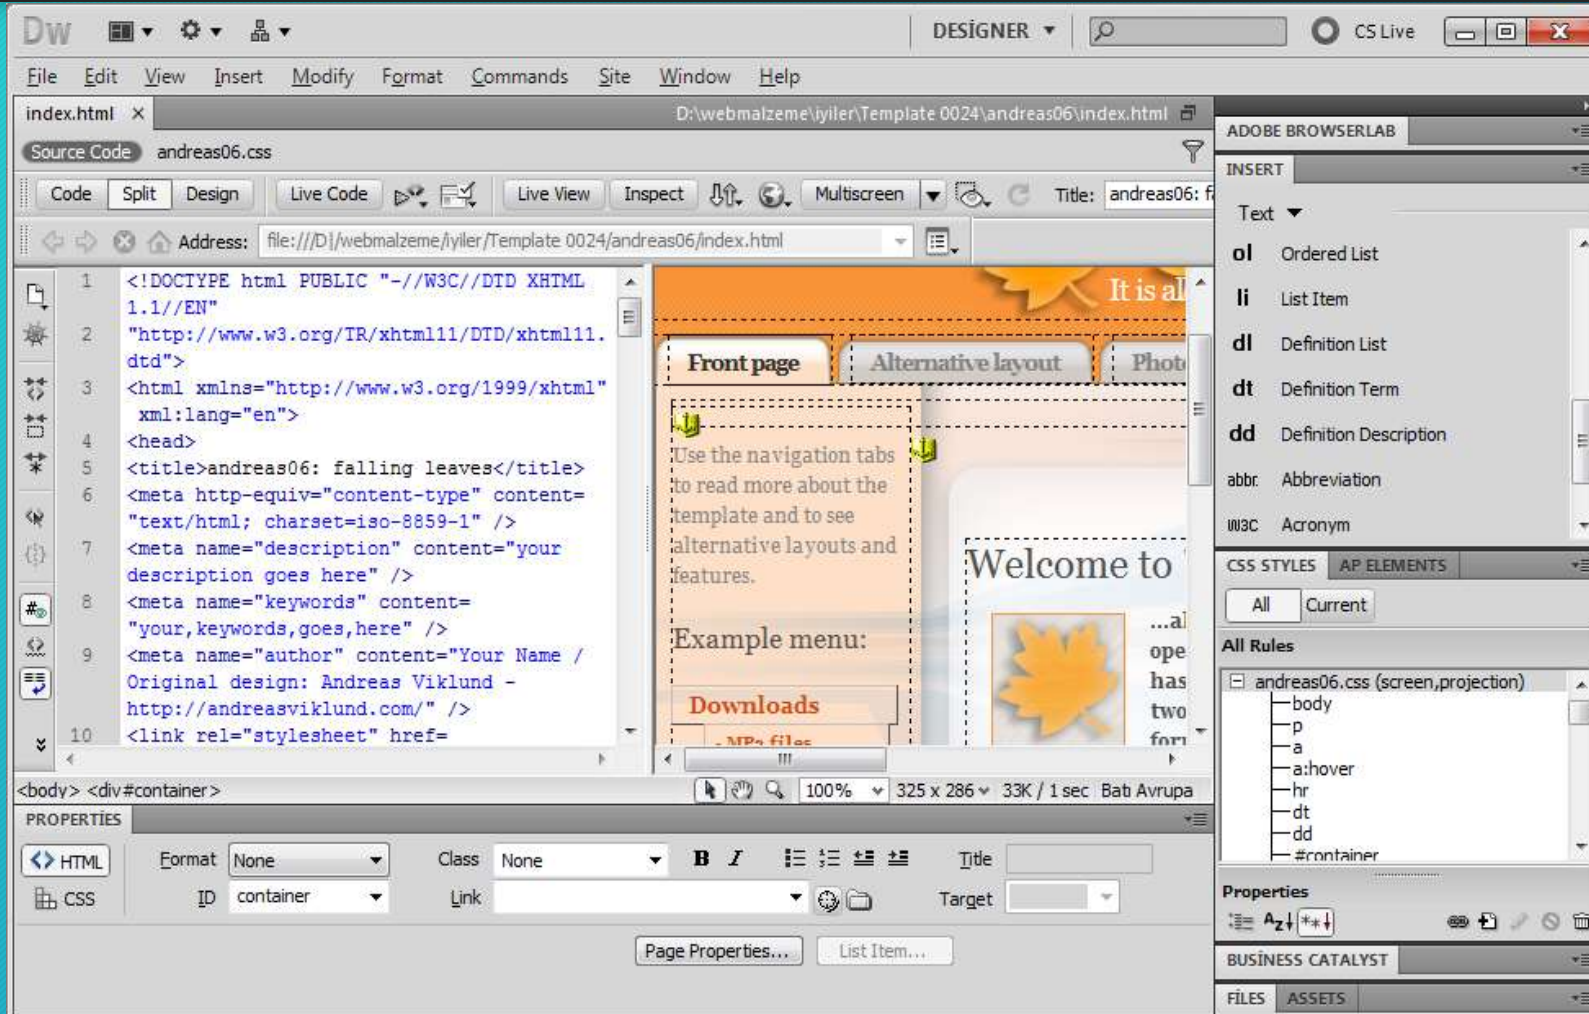 Dw DESİGNER CS Live
File Edit View Insert Modify Format Commands Site Window Help
index.html × D:\webmalzeme\iyiler\Template 0024\andreas06\index.html
Source Code andreas06.css
Code Split Design Live Code Live View Inspect Multiscreen Title: andreas06: f
Address: file:///D|/webmalzeme/iyiler/Template 0024/andreas06/index.html
1 <!DOCTYPE html PUBLIC "-//W3C//DTD XHTML
1.1//EN"
2 "http://www.w3.org/TR/xhtml11/DTD/xhtml11.
dtd">
3 <html xmlns="http://www.w3.org/1999/xhtml"
xml:lang="en">
4 <head>
5 <title>andreas06: falling leaves</title>
6 <meta http-equiv="content-type" content=
"text/html; charset=iso-8859-1" />
7 <meta name="description" content="your
description goes here" />
8 <meta name="keywords" content=
"your,keywords,goes,here" />
9 <meta name="author" content="Your Name /
Original design: Andreas Viklund -
http://andreasviklund.com/" />
10 <link rel="stylesheet" href=
It is al
Front page Alternative layout Phot
Use the navigation tabs
to read more about the
template and to see
alternative layouts and
features.
Example menu:
Downloads
- MP3 files
Welcome to
...al
ope
has
two
for
<body> <div#container> 100% 325 x 286 33K / 1 sec Batı Avrupa
PROPERTİES
HTML Format None Class None B I Title
CSS ID container Link Target
Page Properties... List Item...
ADOBE BROWSERLAB
INSERT
Text
ol Ordered List
li List Item
dl Definition List
dt Definition Term
dd Definition Description
abbr. Abbreviation
W3C Acronym
CSS STYLES AP ELEMENTS
All Current
All Rules
andreas06.css (screen,projection)
body
p
a
a:hover
hr
dt
dd
#container
Properties
Az↓ **↓
BUSİNESS CATALYST
FİLES ASSETS